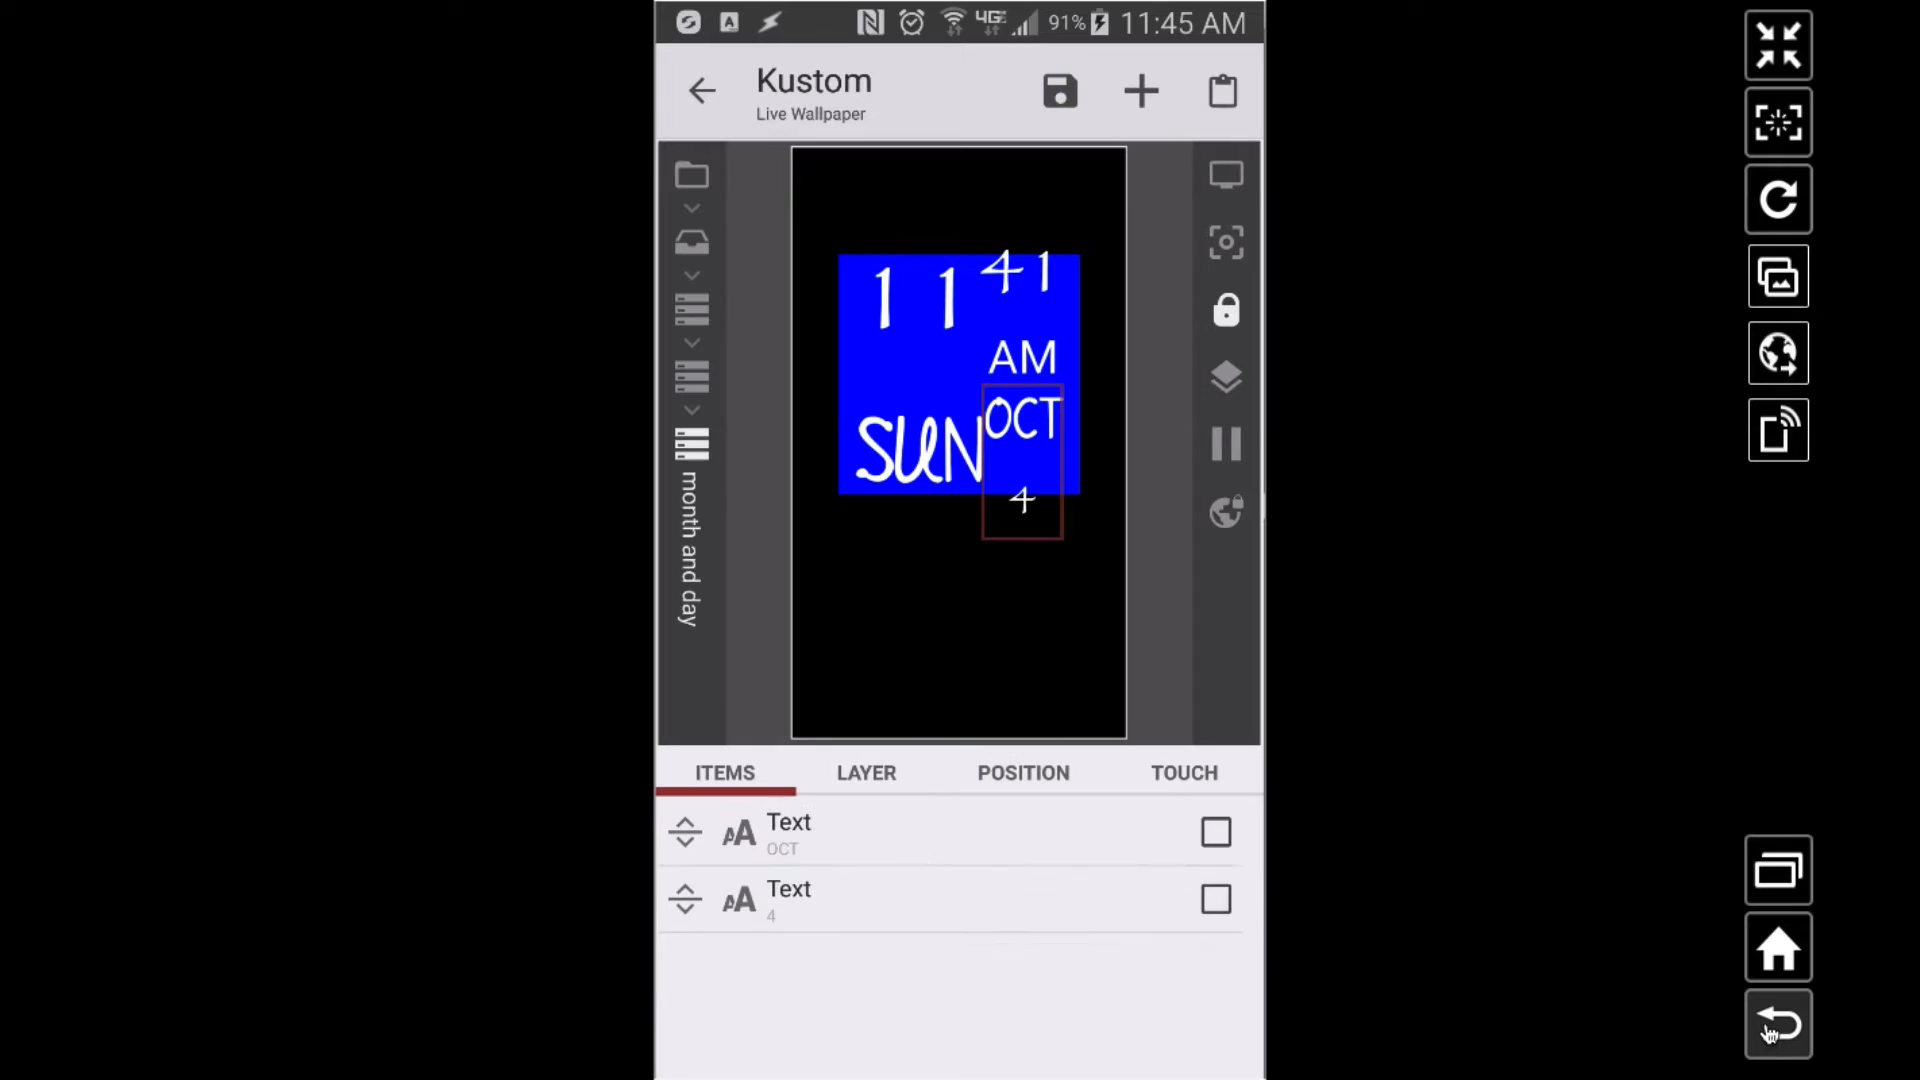 91% 11:45 AM
Kustom
Live Wallpaper
11 41
AM
OCT
SUN
4
month and day
ITEMS LAYER POSITION TOUCH
Text
OCT
Text
4